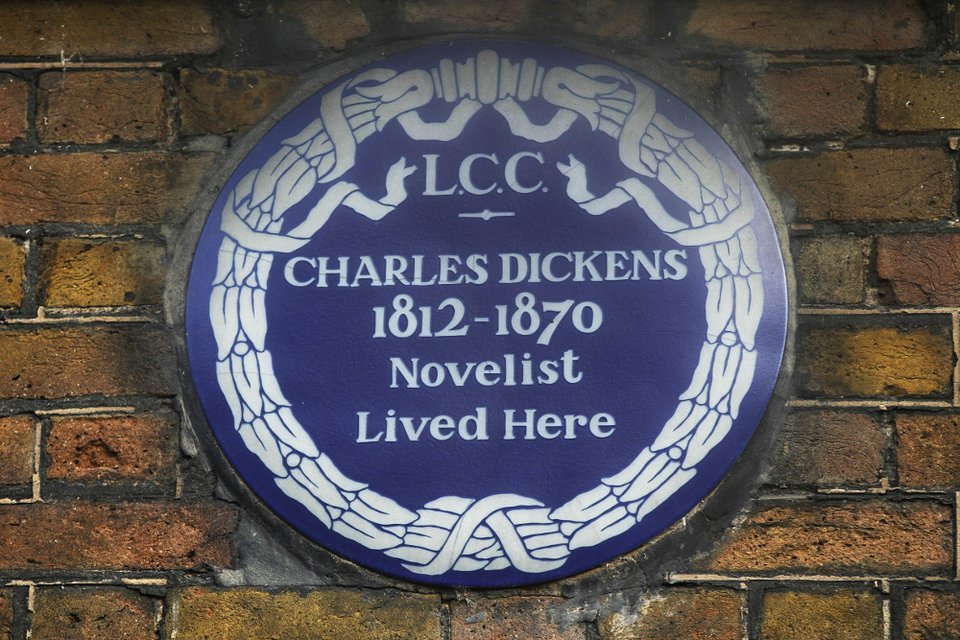 L.C.C.
CHARLES DICKENS
1812-1870
Novelist
Lived Here